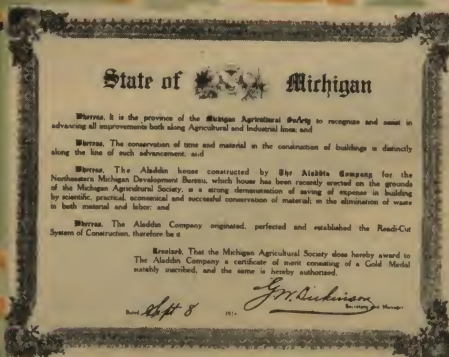 State of Michigan
Whereas, It is the province of the Michigan Agricultural Society to recognize and assist in
advancing all improvements both along Agricultural and Industrial lines; and
Whereas, The conservation of time and material in the construction of buildings is distinctly
along the line of such advancement, and
Whereas, The Aladdin house constructed by The Aladdin Company for the
Northeastern Michigan Development Bureau, which house has been recently erected on the grounds
of the Michigan Agricultural Society, is a strong demonstration of saving of expense in building
by scientific, practical, economical and successful conservation of material; in the elimination of waste
in both material and labor; and
Whereas, The Aladdin Company originated, perfected and established the Readi-Cut
System of Construction, therefore be it
Resolved, That the Michigan Agricultural Society does hereby award to
The Aladdin Company a certificate of merit consisting of a Gold Medal
suitably inscribed, and the same is hereby authorized.
G.W. Dickinson
Dated Sept 8 Secretary and Manager